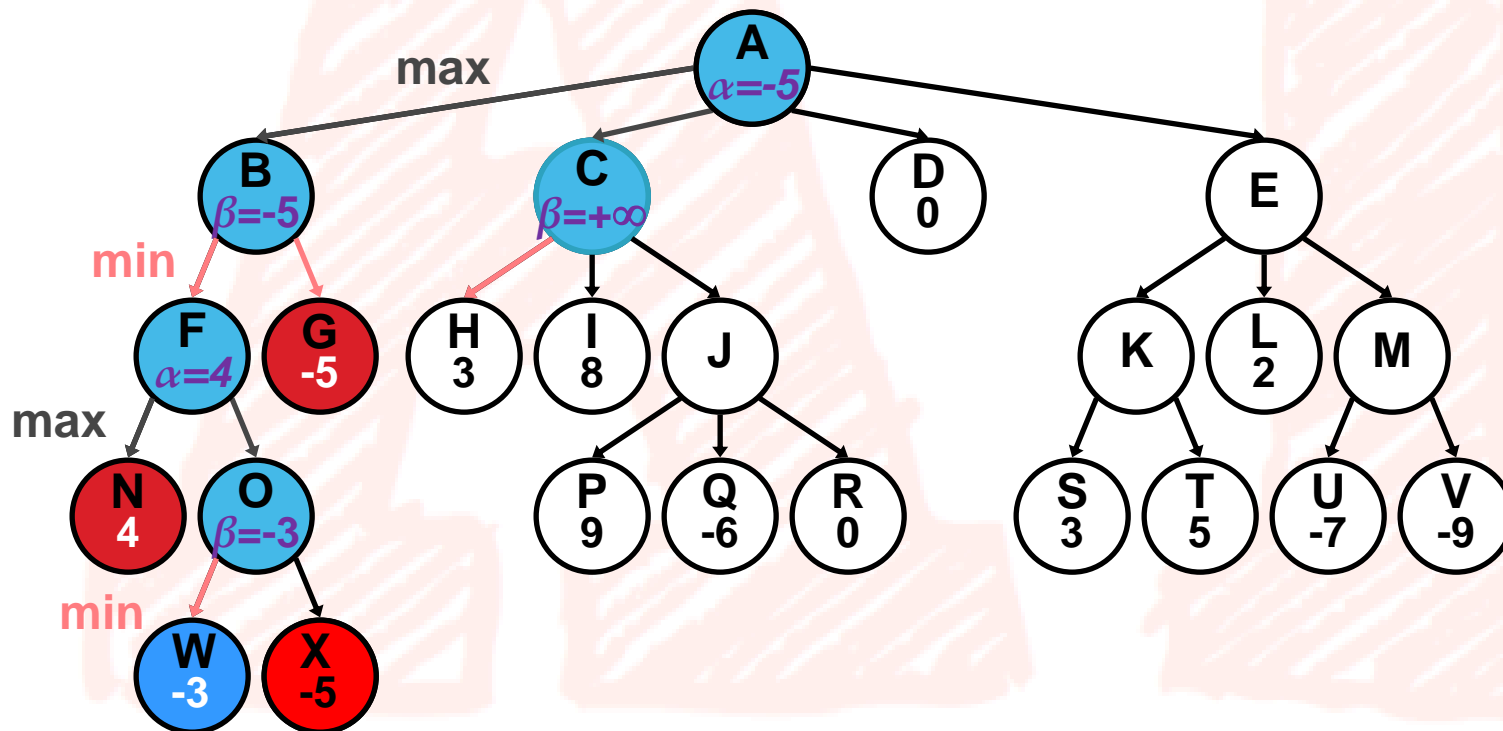 A
α=-5
max
B
β=-5
C
β=+∞
D
0
E
min
F
α=4
G
-5
H
3
I
8
J
K
L
2
M
max
N
4
O
β=-3
P
9
Q
-6
R
0
S
3
T
5
U
-7
V
-9
min
W
-3
X
-5